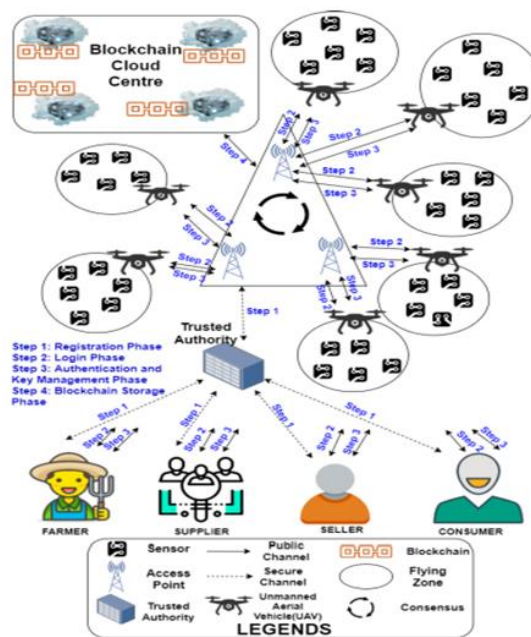 Blockchain
Cloud
Centre
Step 2
Step 3
Step 2
Step 3
Step 4
Step 2
Step 3
Step 2
Step 3
Step 2
Step 3
Step 2
Step 3
Step 2
Step 3
Step 1
Trusted
Authority
Step 1: Registration Phase
Step 2: Login Phase
Step 3: Authentication and
Key Management Phase
Step 4: Blockchain Storage
Phase
Step 1
Step 2
Step 3
Step 1
Step 2
Step 3
Step 1
Step 2
Step 3
Step 1
Step 2
Step 3
FARMER
SUPPLIER
SELLER
CONSUMER
Sensor
Public
Channel
Blockchain
Access
Point
Secure
Channel
Flying
Zone
Trusted
Authority
Unmanned
Aerial
Vehicle(UAV)
Consensus
LEGENDS